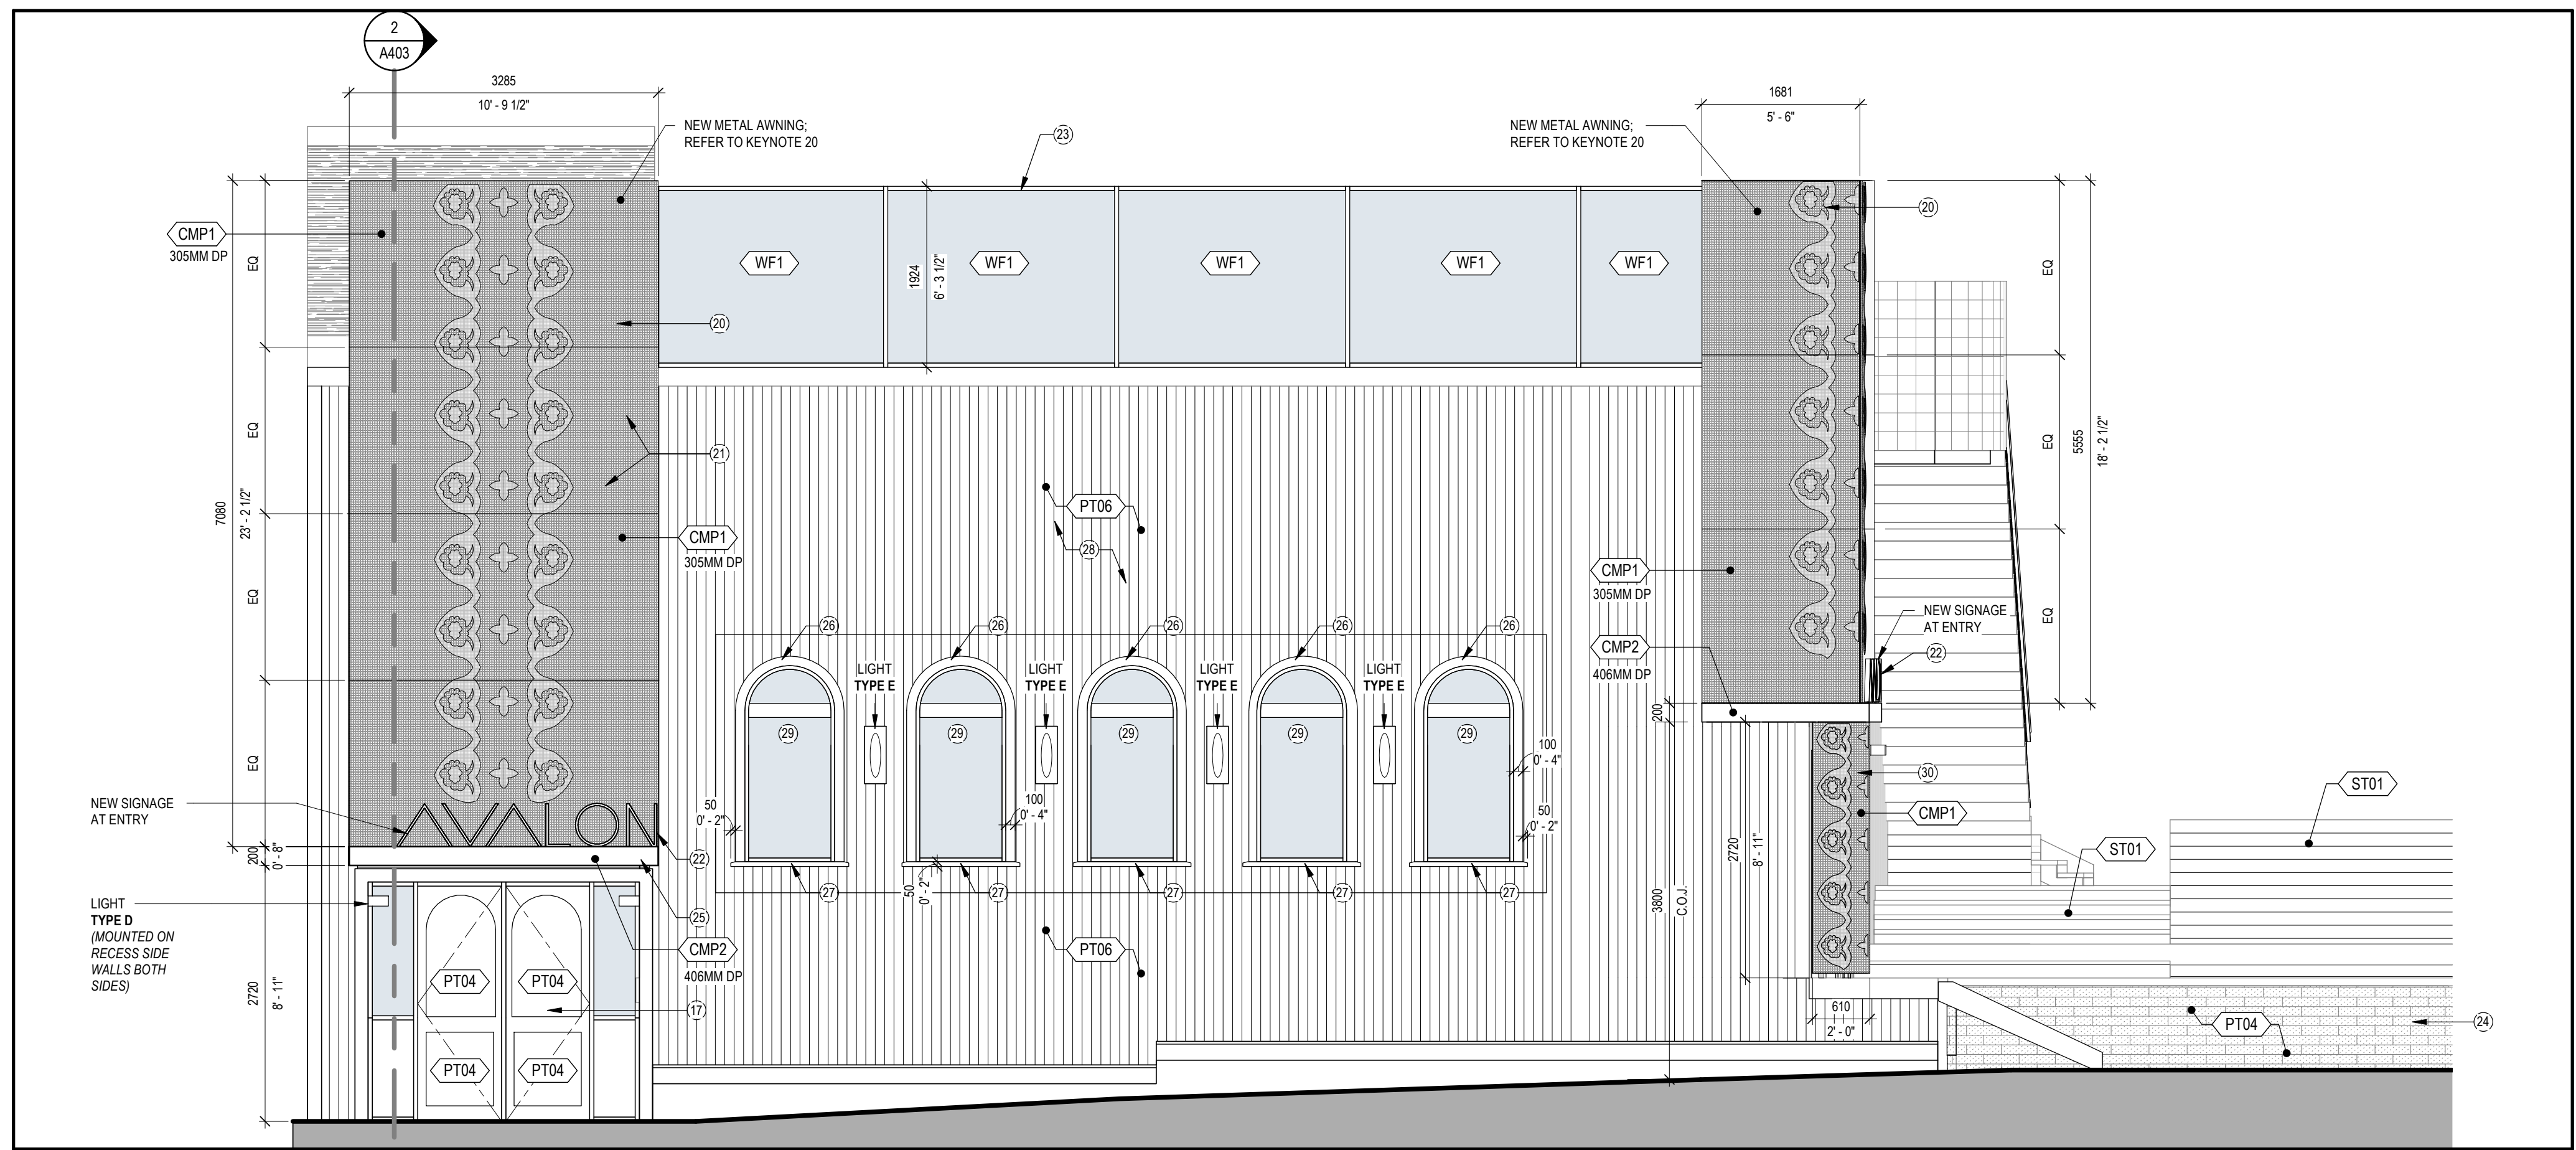 2
A403
3285
10' - 9 1/2"
1681
5' - 6"
NEW METAL AWNING;
REFER TO KEYNOTE 20
23
NEW METAL AWNING;
REFER TO KEYNOTE 20
CMP1
305MM DP
EQ
EQ
EQ
EQ
7080
23' - 2 1/2"
WF1
1924
6' - 3 1/2"
WF1
WF1
WF1
WF1
20
20
21
CMP1
305MM DP
PT06
28
EQ
EQ
EQ
5555
18' - 2 1/2"
CMP1
305MM DP
CMP2
406MM DP
200
NEW SIGNAGE
AT ENTRY
22
26
26
26
26
26
LIGHT
TYPE E
LIGHT
TYPE E
LIGHT
TYPE E
LIGHT
TYPE E
29
29
29
29
29
100
0' - 4"
50
0' - 2"
100
0' - 4"
50
0' - 2"
50
0' - 2"
27
27
27
27
27
30
CMP1
2720
8' - 11"
3800
C.O.J.
ST01
ST01
NEW SIGNAGE
AT ENTRY
AVALON
22
200
0' - 8"
25
CMP2
406MM DP
LIGHT
TYPE D
(MOUNTED ON
RECESS SIDE
WALLS BOTH
SIDES)
2720
8' - 11"
PT04
PT04
17
PT04
PT04
PT06
610
2' - 0"
PT04
24